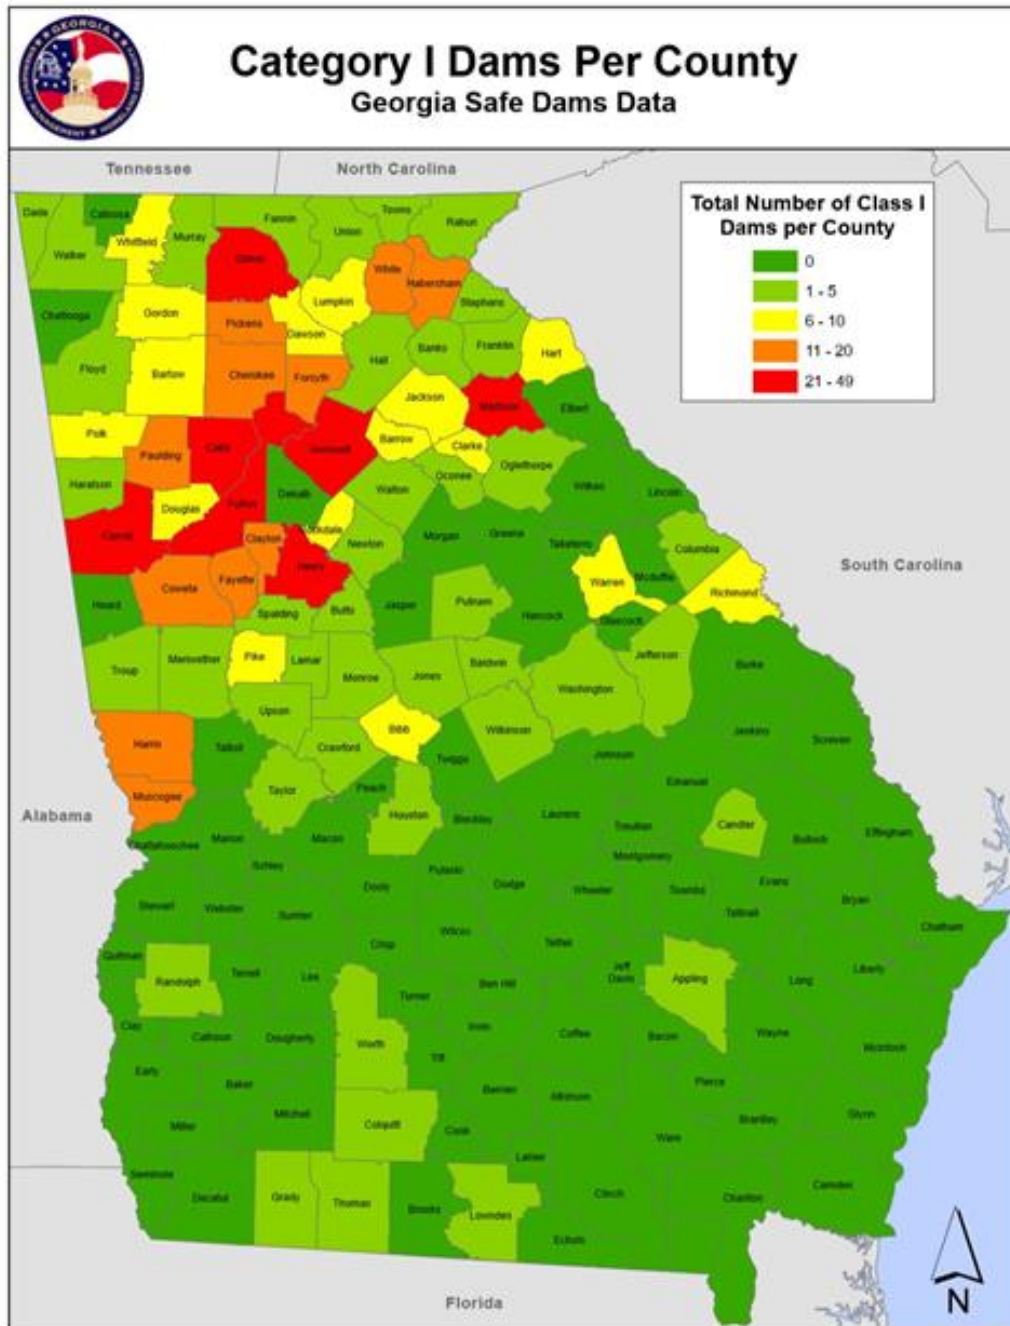 GEORGIA
Category I Dams Per County
Georgia Safe Dams Data
Tennessee
North Carolina
Total Number of Class I
Dams per County
0
1 - 5
6 - 10
11 - 20
21 - 49
Dade
Catoosa
Whitfield
Murray
Fannin
Union
Towns
Rabun
Walker
White
Habersham
Lumpkin
Stephens
Chattooga
Gordon
Pickens
Dawson
Floyd
Bartow
Cherokee
Forsyth
Hall
Banks
Franklin
Hart
Jackson
Madison
Elbert
Polk
Paulding
Cobb
Barrow
Clarke
Oglethorpe
Haralson
Douglas
Fulton
Dekalb
Walton
Oconee
Wilkes
Lincoln
Carroll
Clayton
Newton
Morgan
Greene
Taliaferro
Columbia
South Carolina
Heard
Coweta
Fayette
Henry
Spalding
Butts
Jasper
Putnam
Hancock
Warren
Mcduffie
Richmond
Glascock
Troup
Meriwether
Pike
Lamar
Monroe
Jones
Baldwin
Washington
Jefferson
Burke
Harris
Talbot
Upson
Crawford
Bibb
Twiggs
Wilkinson
Johnson
Jenkins
Screven
Alabama
Muscogee
Taylor
Peach
Houston
Bleckley
Laurens
Emanuel
Treutlen
Candler
Bulloch
Effingham
Chattahoochee
Marion
Macon
Schley
Dooly
Pulaski
Dodge
Montgomery
Wheeler
Toombs
Evans
Tattnall
Bryan
Chatham
Stewart
Webster
Sumter
Crisp
Wilcox
Telfair
Quitman
Randolph
Terrell
Lee
Turner
Ben Hill
Jeff
Davis
Appling
Long
Liberty
Clay
Calhoun
Dougherty
Worth
Tift
Irwin
Coffee
Bacon
Wayne
Mcintosh
Early
Baker
Mitchell
Colquitt
Berrien
Atkinson
Pierce
Brantley
Glynn
Miller
Cook
Lanier
Ware
Seminole
Decatur
Grady
Thomas
Brooks
Lowndes
Clinch
Echols
Charlton
Camden
Florida
N